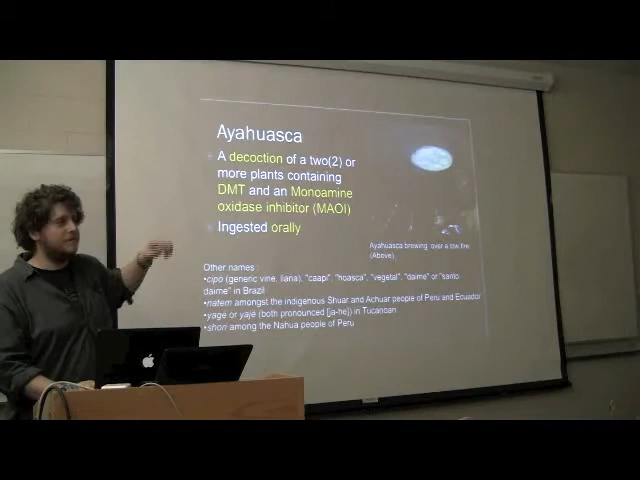 Ayahuasca
A decoction of a two(2) or
more plants containing
DMT and an Monoamine
oxidase inhibitor (MAOI)
Ingested orally
Ayahuasca brewing over a low fire
(Above),
Other names :
•cipo (generic vine, liana), "caapi", "hoasca", "vegetal", "daime" or "santo
daime" in Brazil
•natem amongst the indigenous Shuar and Achuar people of Peru and Ecuador
•yage or yajé (both pronounced [ja-he]) in Tucanoan
•shori among the Nahua people of Peru